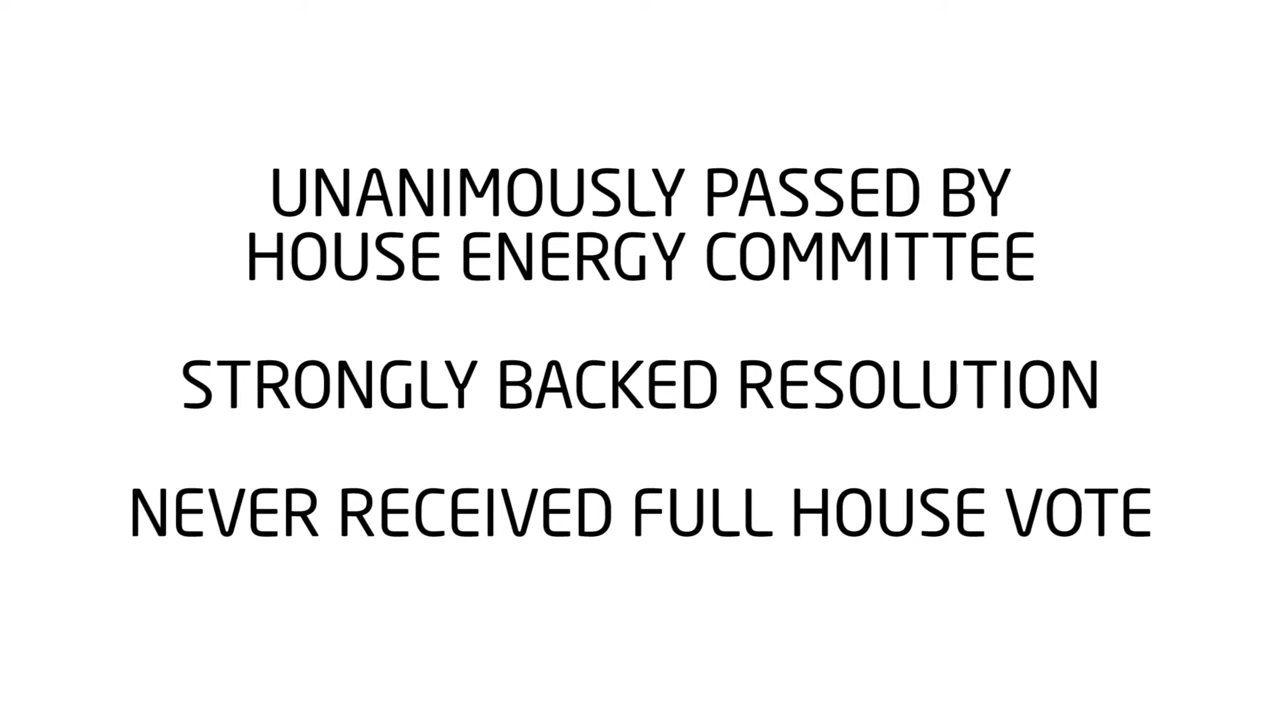 UNANIMOUSLY PASSED BY
HOUSE ENERGY COMMITTEE
STRONGLY BACKED RESOLUTION
NEVER RECEIVED FULL HOUSE VOTE